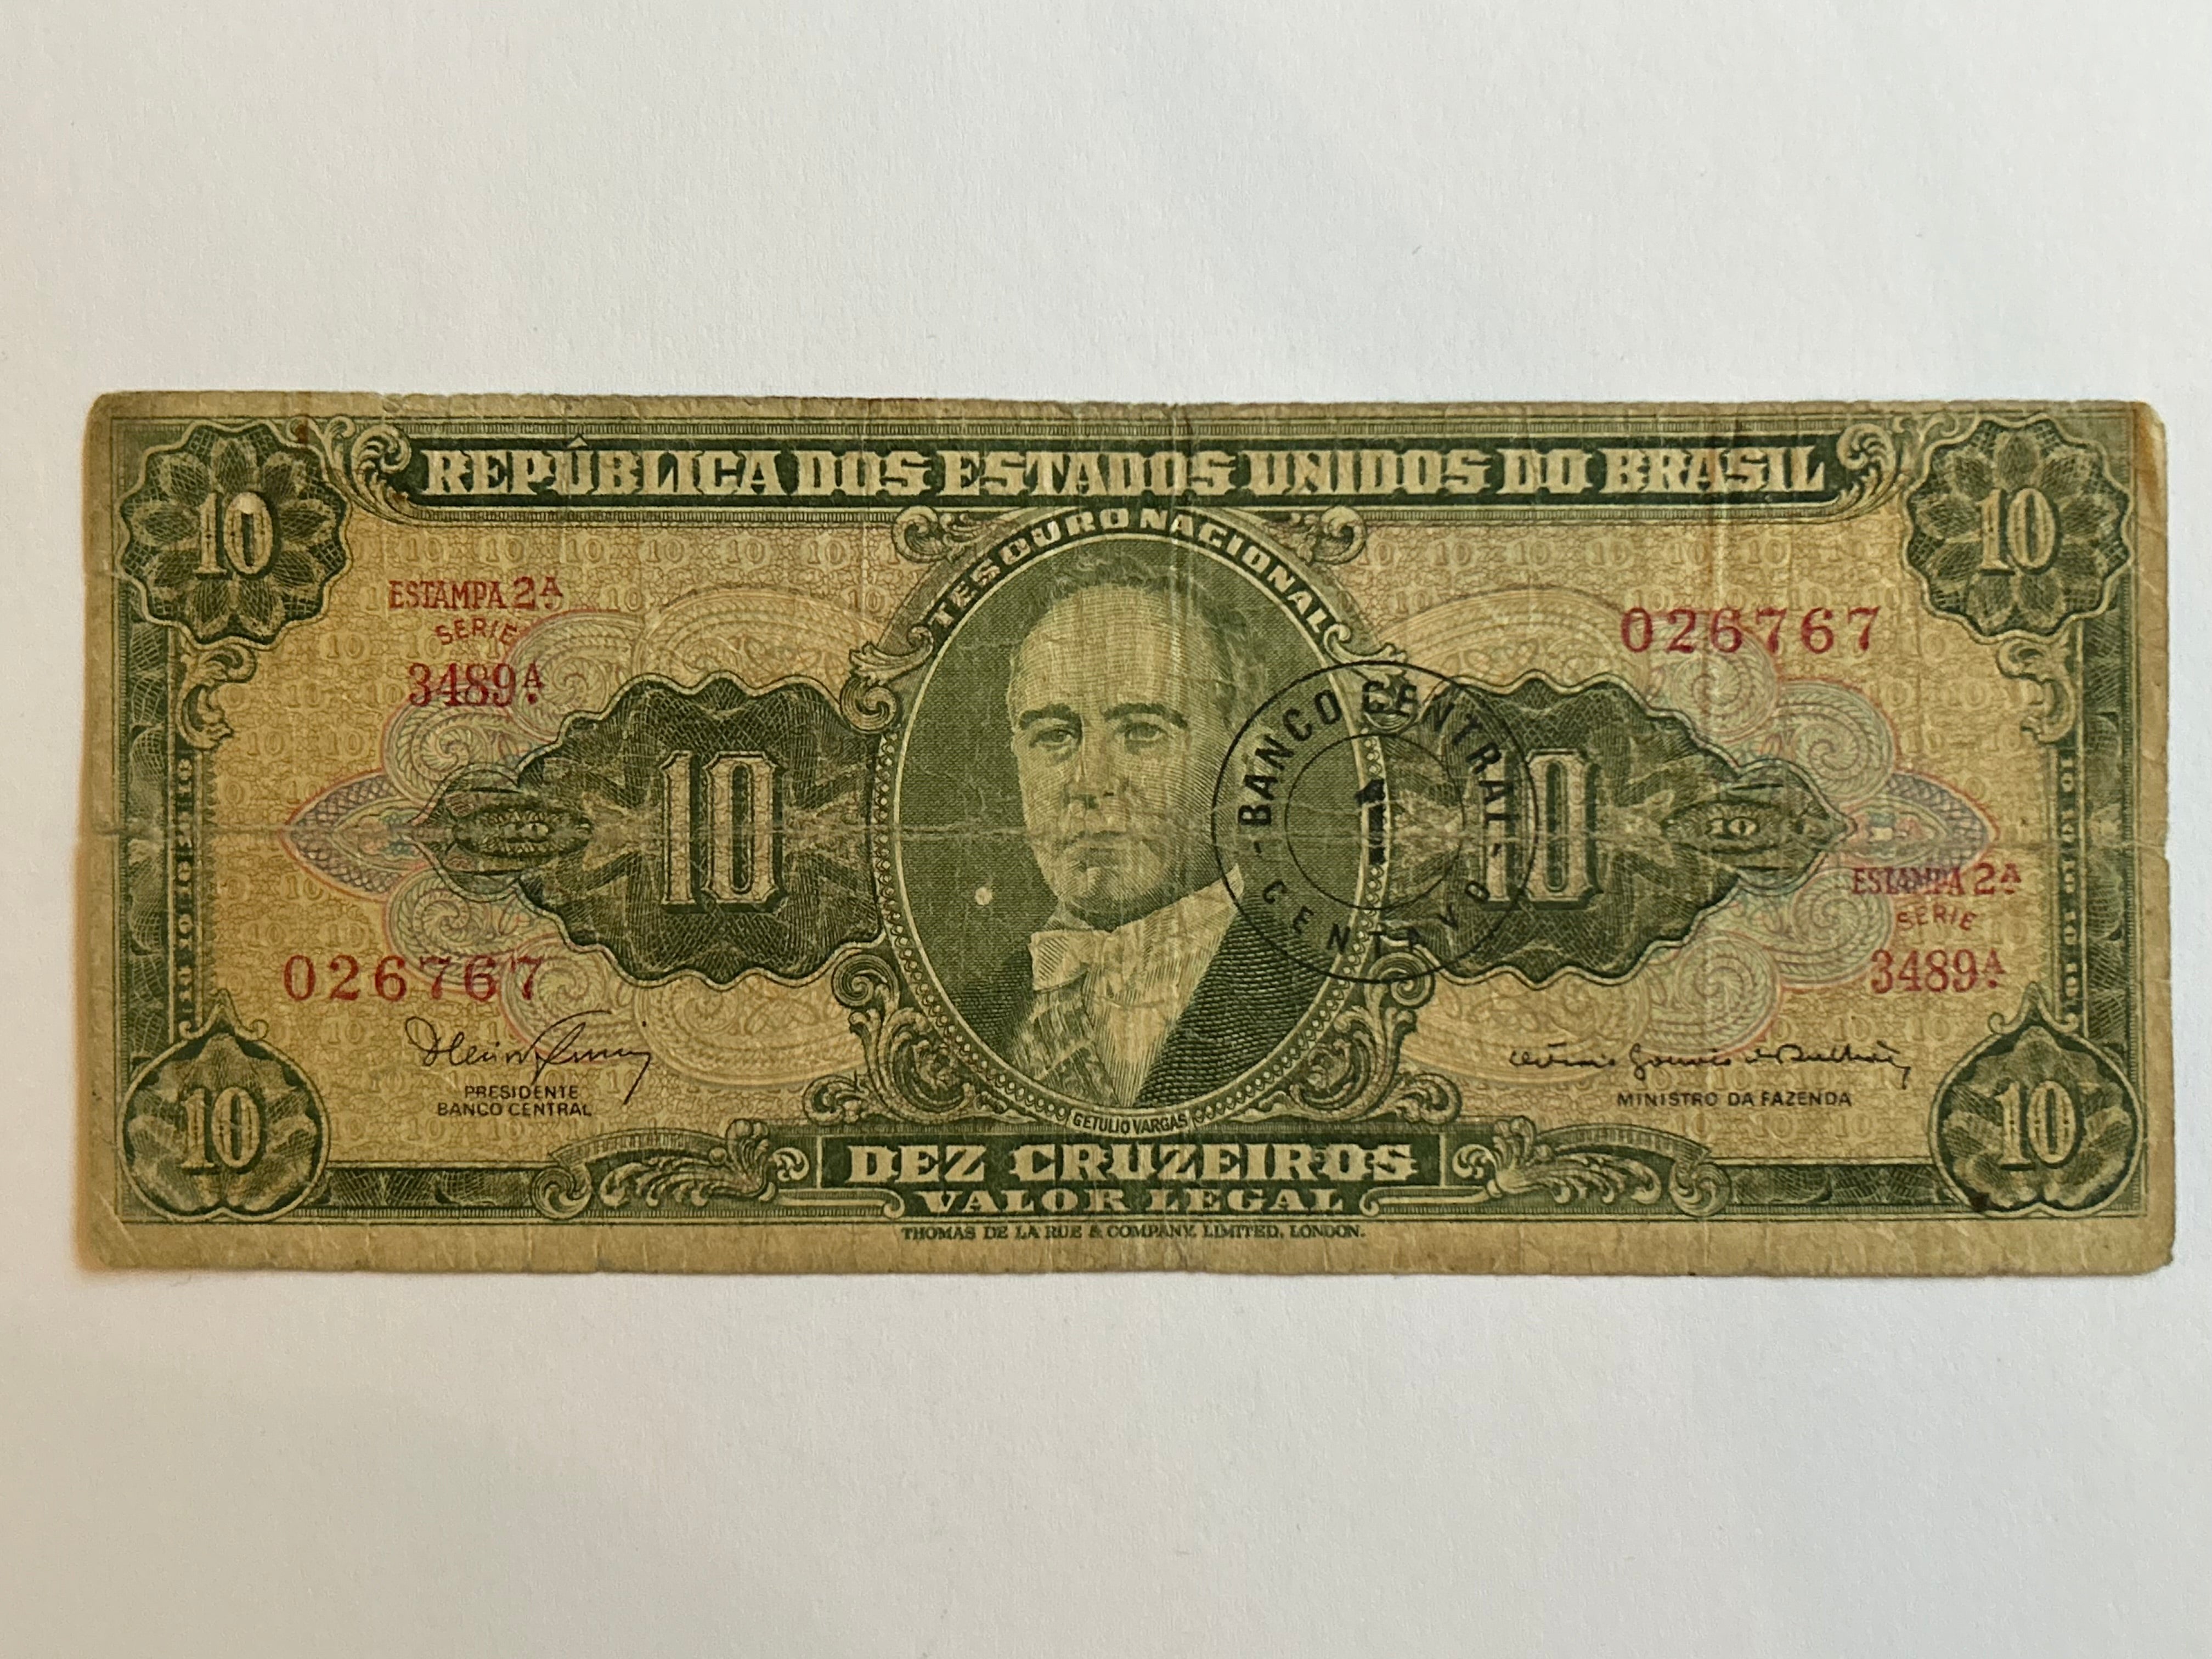 REPÚBLICA DOS ESTADOS UNIDOS DO BRASIL
10
10
TESOURO NACIONAL
ESTAMPA 2ª
SERIE
3489ª
026767
10
10
BANCO CENTRAL
1
CENTAVO
ESTAMPA 2ª
SERIE
3489ª
026767
PRESIDENTE
BANCO CENTRAL
MINISTRO DA FAZENDA
GETULIO VARGAS
10
10
DEZ CRUZEIROS
VALOR LEGAL
THOMAS DE LA RUE & COMPANY, LIMITED, LONDON.